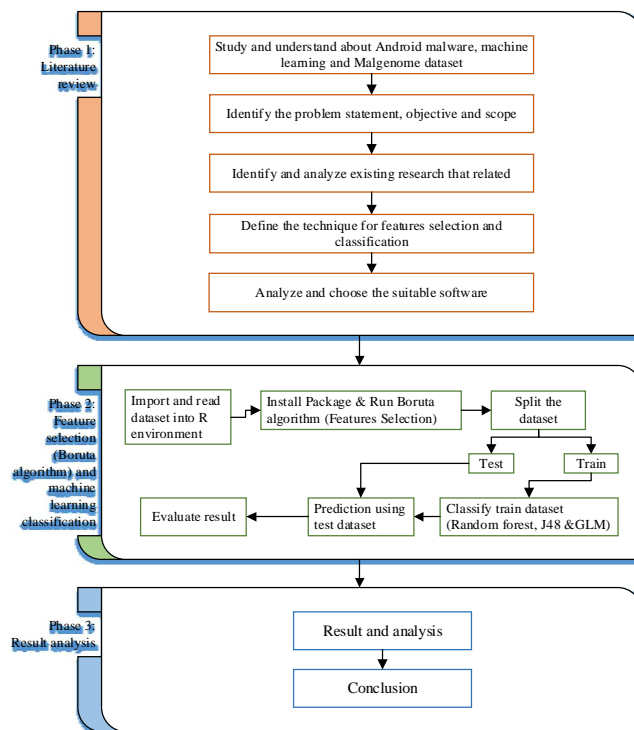 Phase 1:
Literature
review
Study and understand about Android malware, machine
learning and Malgenome dataset
Identify the problem statement, objective and scope
Identify and analyze existing research that related
Define the technique for features selection and
classification
Analyze and choose the suitable software
Phase 2:
Feature
selection
(Boruta
algorithm) and
machine
learning
classification
Import and read
dataset into R
environment
Install Package & Run Boruta
algorithm (Features Selection)
Split the
dataset
Test
Train
Evaluate result
Prediction using
test dataset
Classify train dataset
(Random forest, J48 &GLM)
Phase 3:
Result analysis
Result and analysis
Conclusion